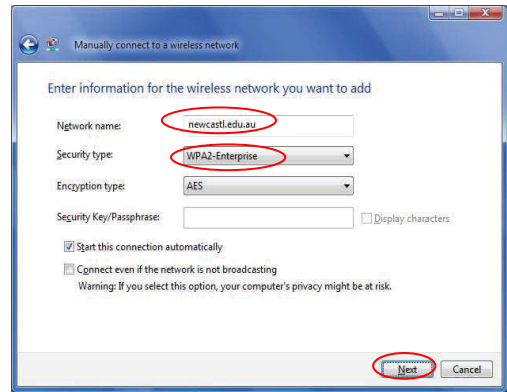 Manually connect to a wireless network
Enter information for the wireless network you want to add
Network name: newcastl.edu.au
Security type: WPA2-Enterprise
Encryption type: AES
Security Key/Passphrase: Display characters
Start this connection automatically
Connect even if the network is not broadcasting
Warning: If you select this option, your computer's privacy might be at risk.
Next Cancel